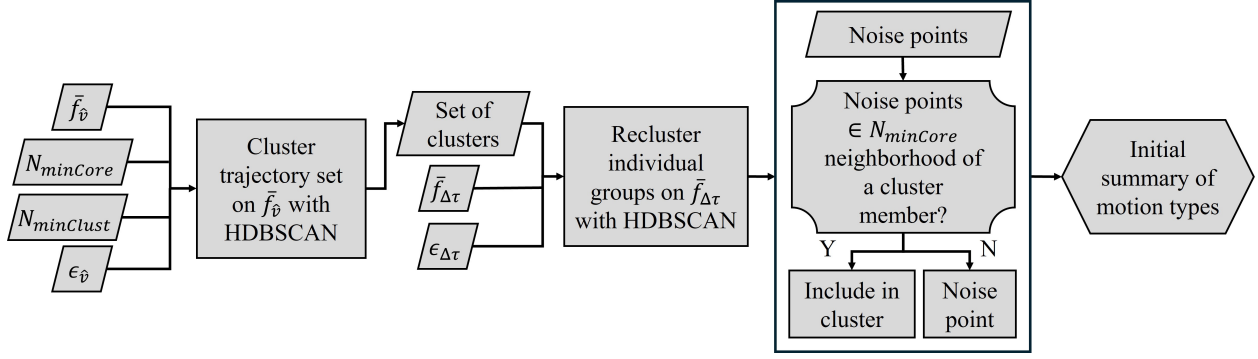 f̄_v̂
N_minCore
N_minClust
ϵ_v̂
Cluster
trajectory set
on f̄_v̂ with
HDBSCAN
Set of
clusters
f̄_Δτ
ϵ_Δτ
Recluster
individual
groups on f̄_Δτ
with HDBSCAN
Noise points
Noise points
∈ N_minCore
neighborhood of
a cluster
member?
Y
N
Include in
cluster
Noise
point
Initial
summary of
motion types